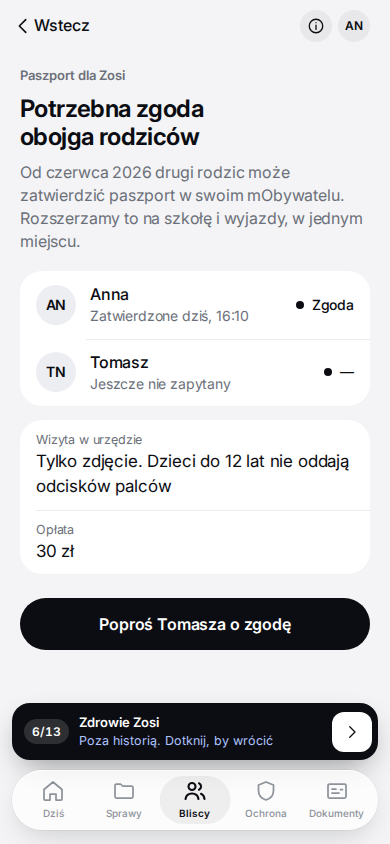 Wstecz
AN
Paszport dla Zosi
Potrzebna zgoda
obojga rodziców
Od czerwca 2026 drugi rodzic może
zatwierdzić paszport w swoim mObywatelu.
Rozszerzamy to na szkołę i wyjazdy, w jednym
miejscu.
AN
Anna
Zatwierdzone dziś, 16:10
Zgoda
TN
Tomasz
Jeszcze nie zapytany
—
Wizyta w urzędzie
Tylko zdjęcie. Dzieci do 12 lat nie oddają
odcisków palców
Opłata
30 zł
Poproś Tomasza o zgodę
6/13
Zdrowie Zosi
Poza historią. Dotknij, by wrócić
Dziś
Sprawy
Bliscy
Ochrona
Dokumenty